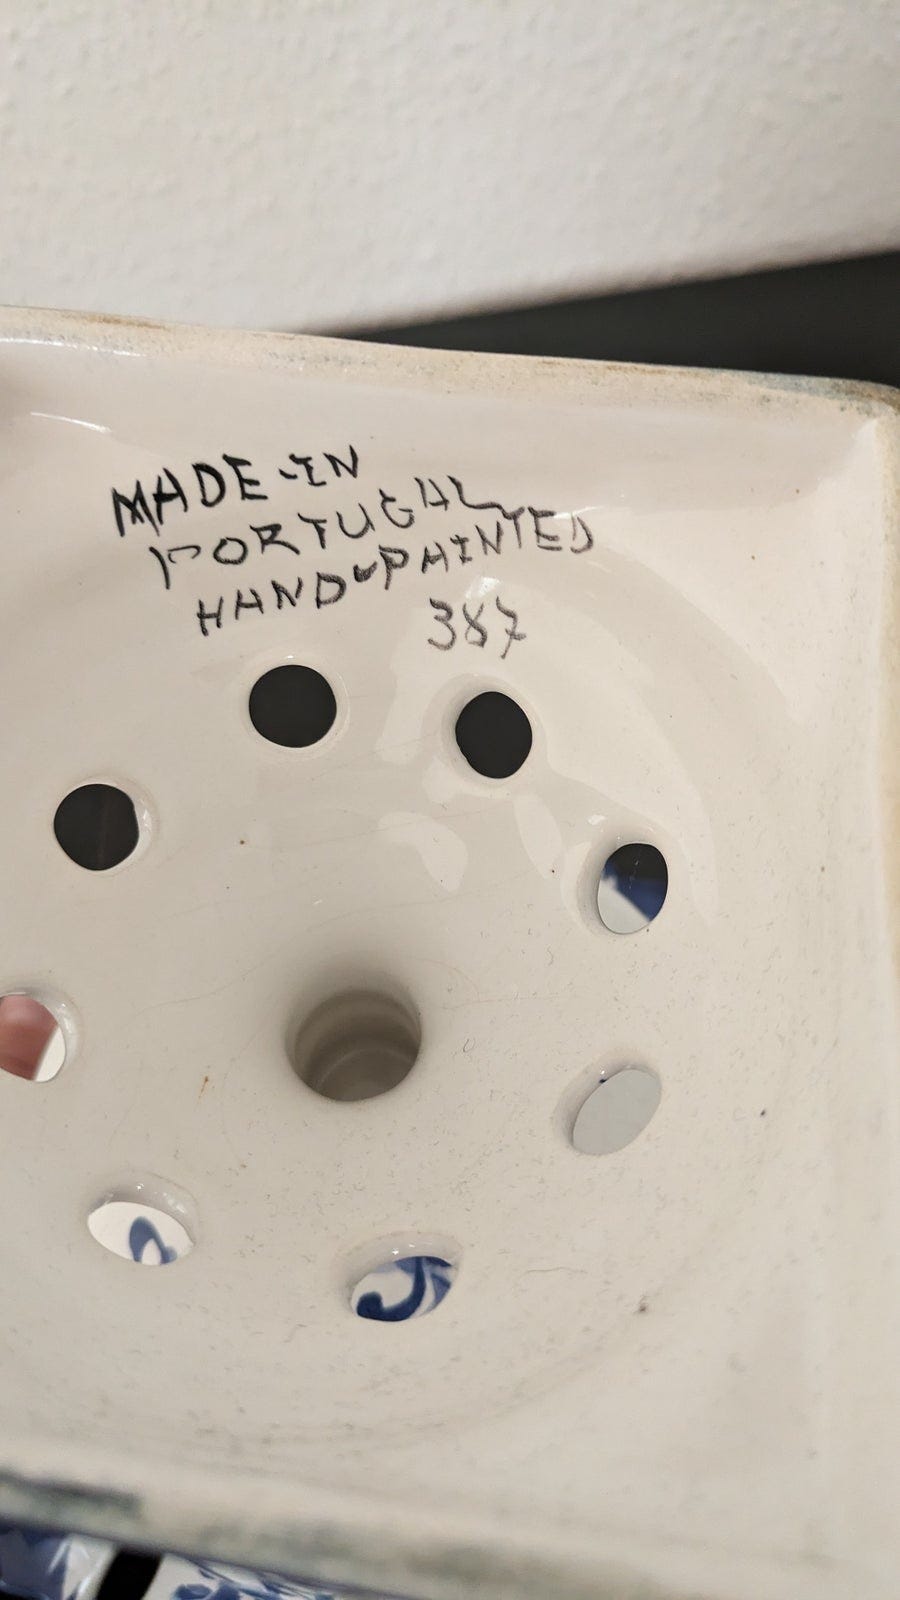 MADE-IN
PORTUGAL
HAND-PAINTED
387